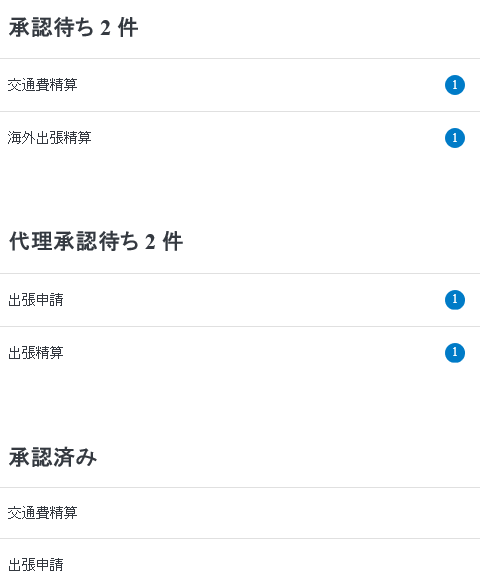 承認待ち 2 件
交通費精算 1
海外出張精算 1
代理承認待ち 2 件
出張申請 1
出張精算 1
承認済み
交通費精算
出張申請